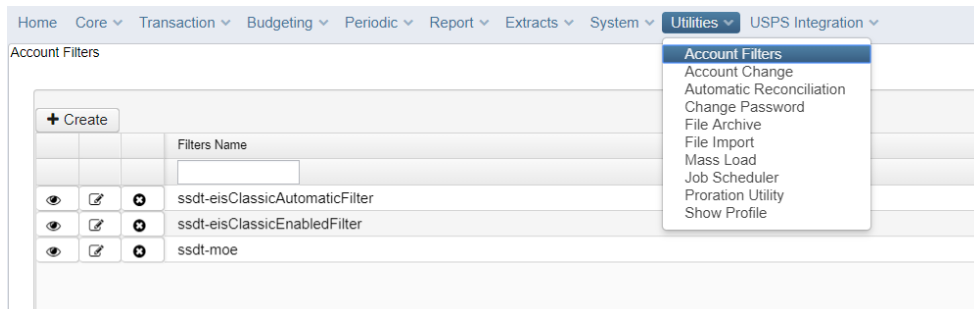 Home Core Transaction Budgeting Periodic Report Extracts System Utilities USPS Integration
Account Filters
Account Filters
Account Change
Automatic Reconciliation
Change Password
File Archive
File Import
Mass Load
Job Scheduler
Proration Utility
Show Profile
Create
Filters Name
ssdt-eisClassicAutomaticFilter
ssdt-eisClassicEnabledFilter
ssdt-moe